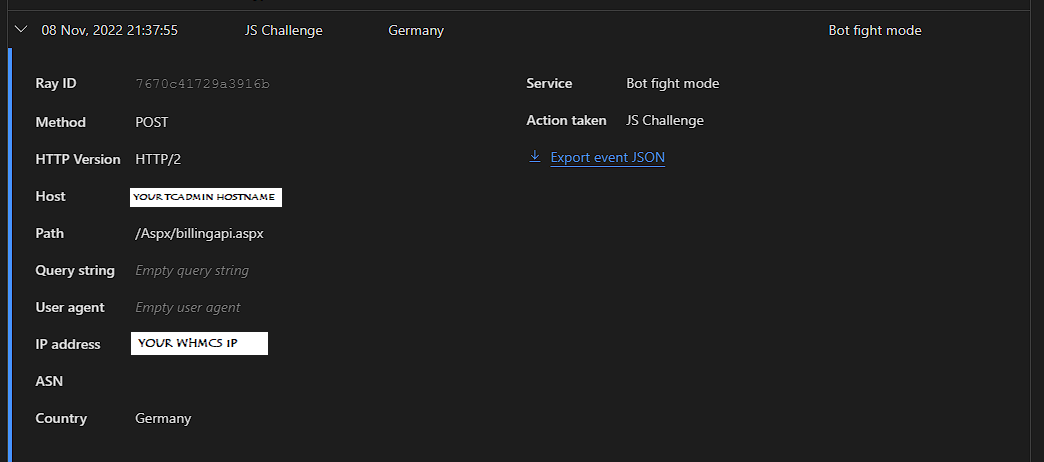 08 Nov, 2022 21:37:55 JS Challenge Germany Bot fight mode
Ray ID 7670c41729a3916b
Service Bot fight mode
Method POST
Action taken JS Challenge
HTTP Version HTTP/2
Export event JSON
Host YOUR TCADMIN HOSTNAME
Path /Aspx/billingapi.aspx
Query string Empty query string
User agent Empty user agent
IP address YOUR WHMCS IP
ASN
Country Germany